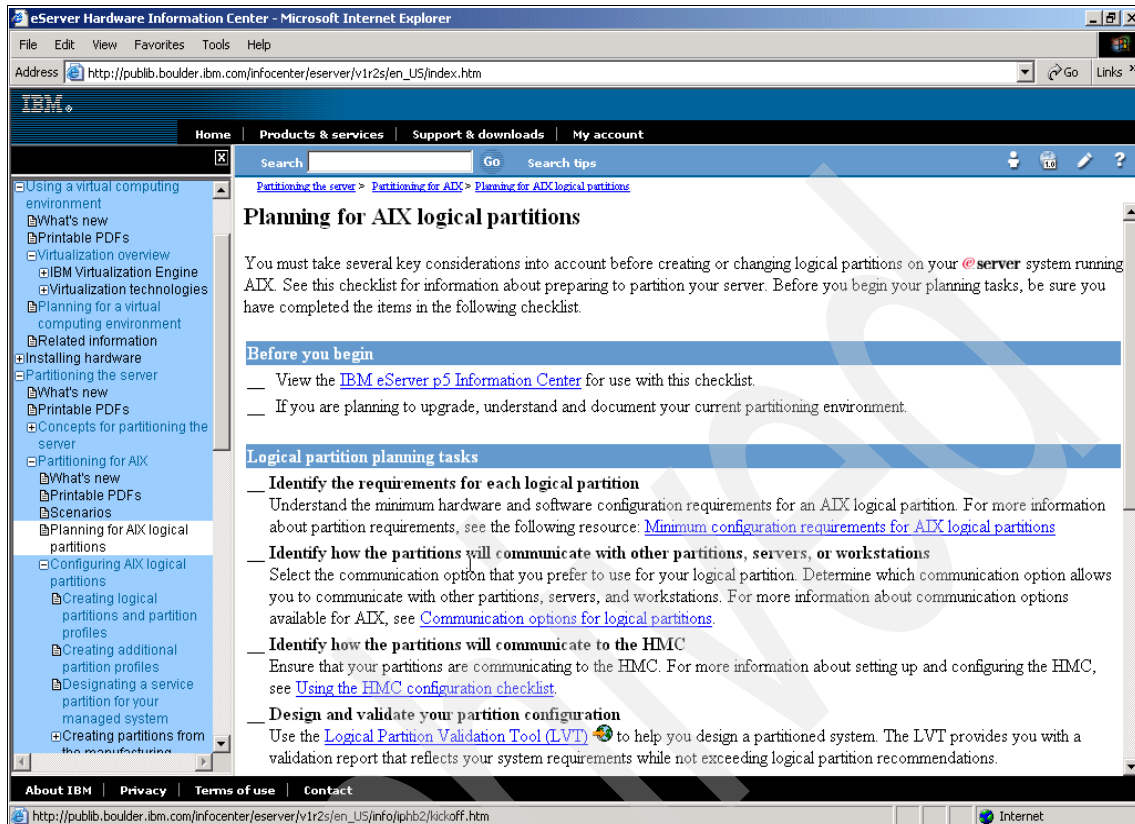 eServer Hardware Information Center - Microsoft Internet Explorer
File Edit View Favorites Tools Help
Address http://publib.boulder.ibm.com/infocenter/eserver/v1r2s/en_US/index.htm Go Links »
IBM
Home | Products & services | Support & downloads | My account
Search Go Search tips 1.0 ?
Using a virtual computing
environment
What's new
Printable PDFs
Virtualization overview
IBM Virtualization Engine
Virtualization technologies
Planning for a virtual
computing environment
Related information
Installing hardware
Partitioning the server
What's new
Printable PDFs
Concepts for partitioning the
server
Partitioning for AIX
What's new
Printable PDFs
Scenarios
Planning for AIX logical
partitions
Configuring AIX logical
partitions
Creating logical
partitions and partition
profiles
Creating additional
partition profiles
Designating a service
partition for your
managed system
Creating partitions from
the manufacturing
Partitioning the server > Partitioning for AIX > Planning for AIX logical partitions
Planning for AIX logical partitions
You must take several key considerations into account before creating or changing logical partitions on your eserver system running
AIX. See this checklist for information about preparing to partition your server. Before you begin your planning tasks, be sure you
have completed the items in the following checklist.
Before you begin
__ View the IBM eServer p5 Information Center for use with this checklist.
__ If you are planning to upgrade, understand and document your current partitioning environment.
Logical partition planning tasks
__ Identify the requirements for each logical partition
Understand the minimum hardware and software configuration requirements for an AIX logical partition. For more information
about partition requirements, see the following resource: Minimum configuration requirements for AIX logical partitions
__ Identify how the partitions will communicate with other partitions, servers, or workstations
Select the communication option that you prefer to use for your logical partition. Determine which communication option allows
you to communicate with other partitions, servers, and workstations. For more information about communication options
available for AIX, see Communication options for logical partitions.
__ Identify how the partitions will communicate to the HMC
Ensure that your partitions are communicating to the HMC. For more information about setting up and configuring the HMC,
see Using the HMC configuration checklist.
__ Design and validate your partition configuration
Use the Logical Partition Validation Tool (LVT) to help you design a partitioned system. The LVT provides you with a
validation report that reflects your system requirements while not exceeding logical partition recommendations.
About IBM | Privacy | Terms of use | Contact
http://publib.boulder.ibm.com/infocenter/eserver/v1r2s/en_US/info/iphb2/kickoff.htm Internet